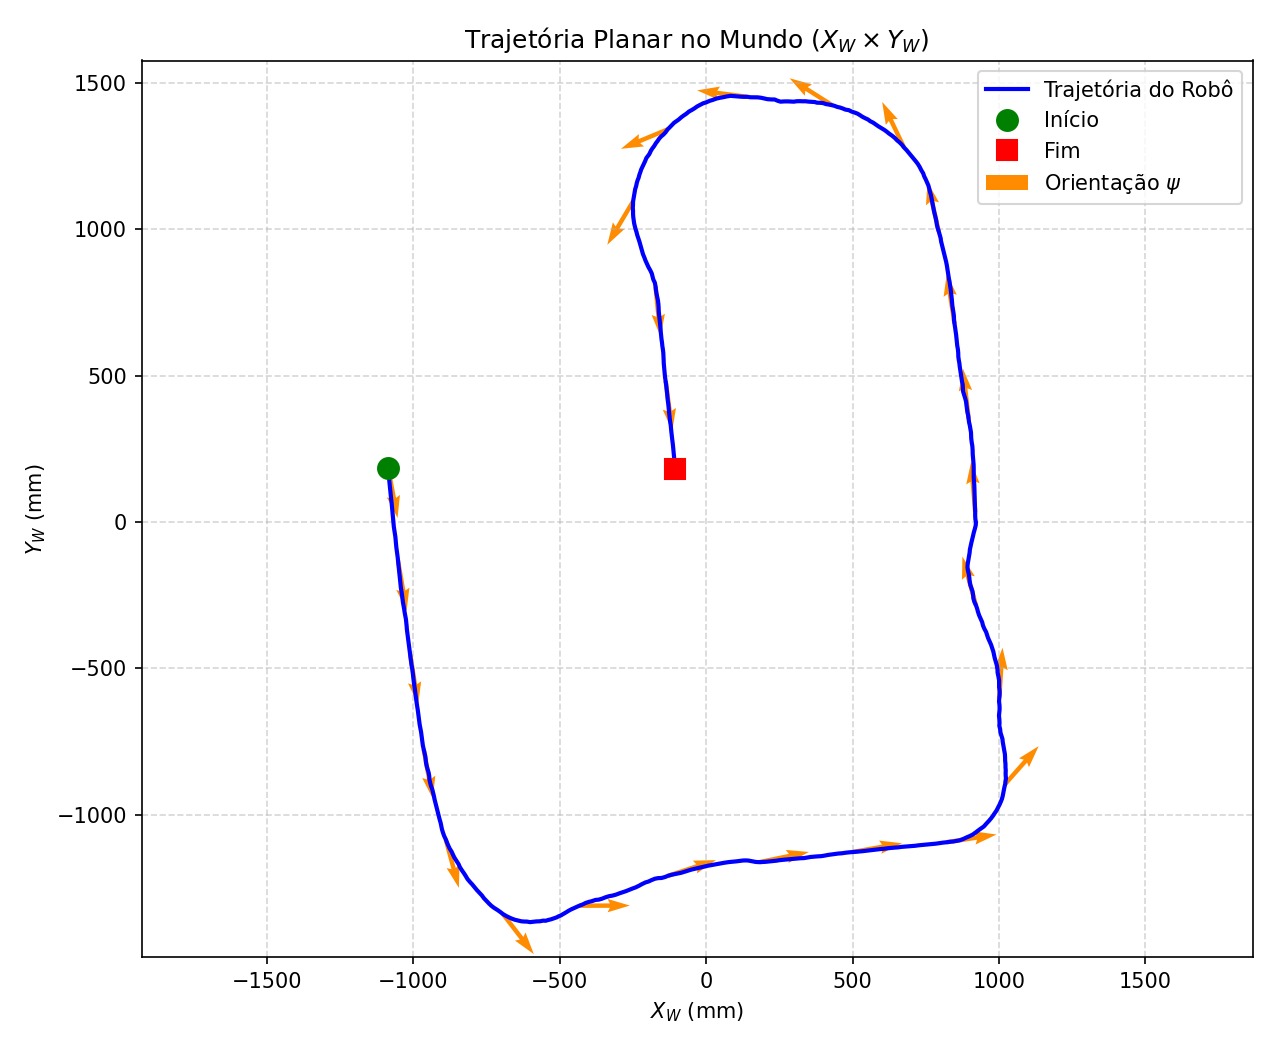 Trajetória Planar no Mundo (X_W × Y_W)
Trajetória do Robô
Início
Fim
Orientação ψ
Y_W (mm)
1500
1000
500
0
−500
−1000
−1500
−1000
−500
0
500
1000
1500
X_W (mm)